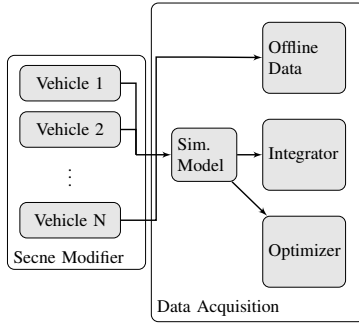 Offline
Data
Vehicle 1
Vehicle 2
Sim.
Model
Integrator
Vehicle N
Optimizer
Secne Modifier
Data Acquisition